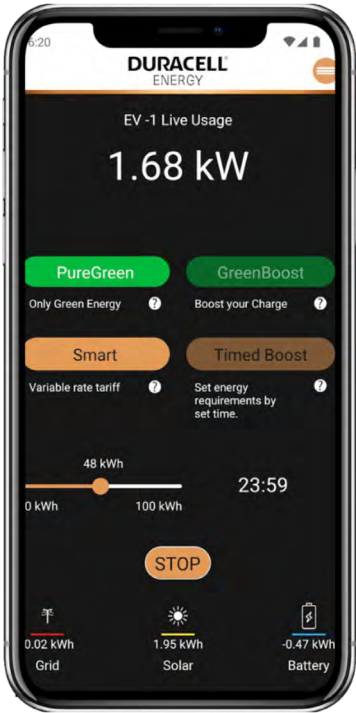 6:20
DURACELL
ENERGY
EV -1 Live Usage
1.68 kW
PureGreen
GreenBoost
Only Green Energy ?
Boost your Charge ?
Smart
Timed Boost
Variable rate tariff ?
Set energy ?
requirements by
set time.
48 kWh
23:59
0 kWh
100 kWh
STOP
0.02 kWh
1.95 kWh
-0.47 kWh
Grid
Solar
Battery